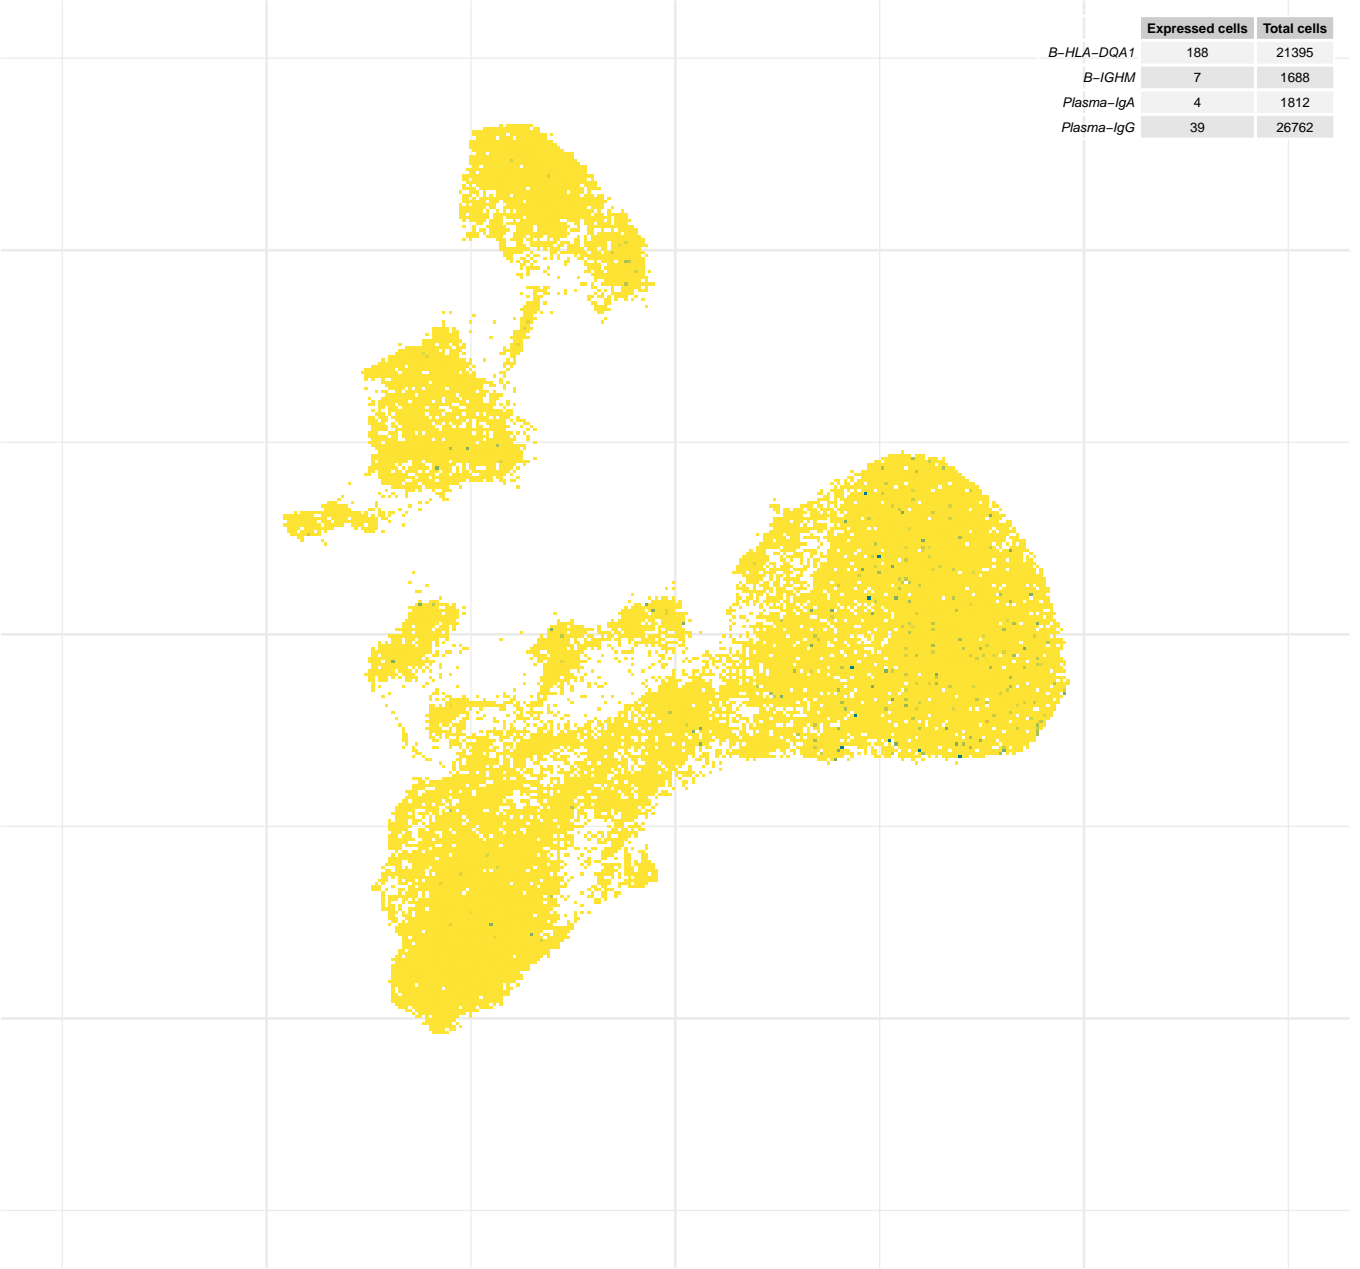 Expressed cells Total cells
B−HLA−DQA1 188 21395
B−IGHM 7 1688
Plasma−IgA 4 1812
Plasma−IgG 39 26762